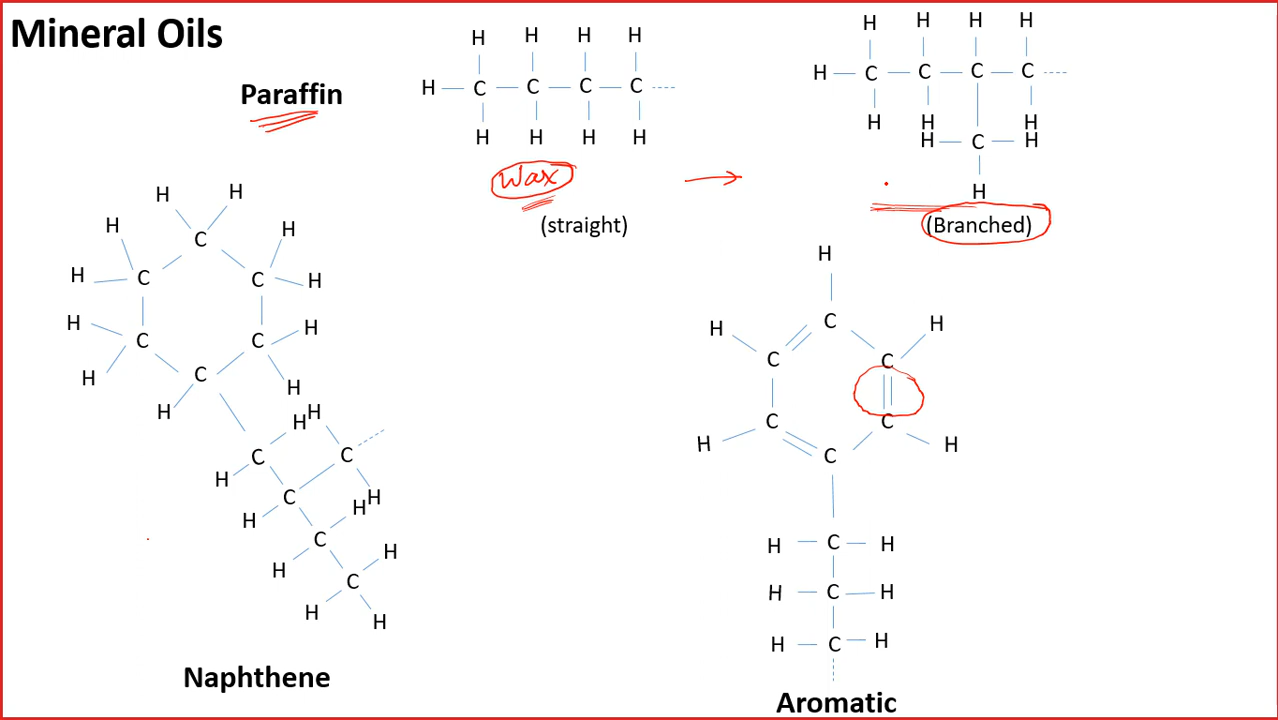 Mineral Oils
Paraffin
H H H H
H C C C C
H H H H
Wax
(straight)
H H H H
H C C C C
H H H
H C H
H
(Branched)
H H
H C H
H C C H
H H
C C
H C H
H H H
C C
H C H
H H
C
H H
C
H H
Naphthene
H
H C H
C C
C C
H C H
H C H
H C H
H C H
Aromatic